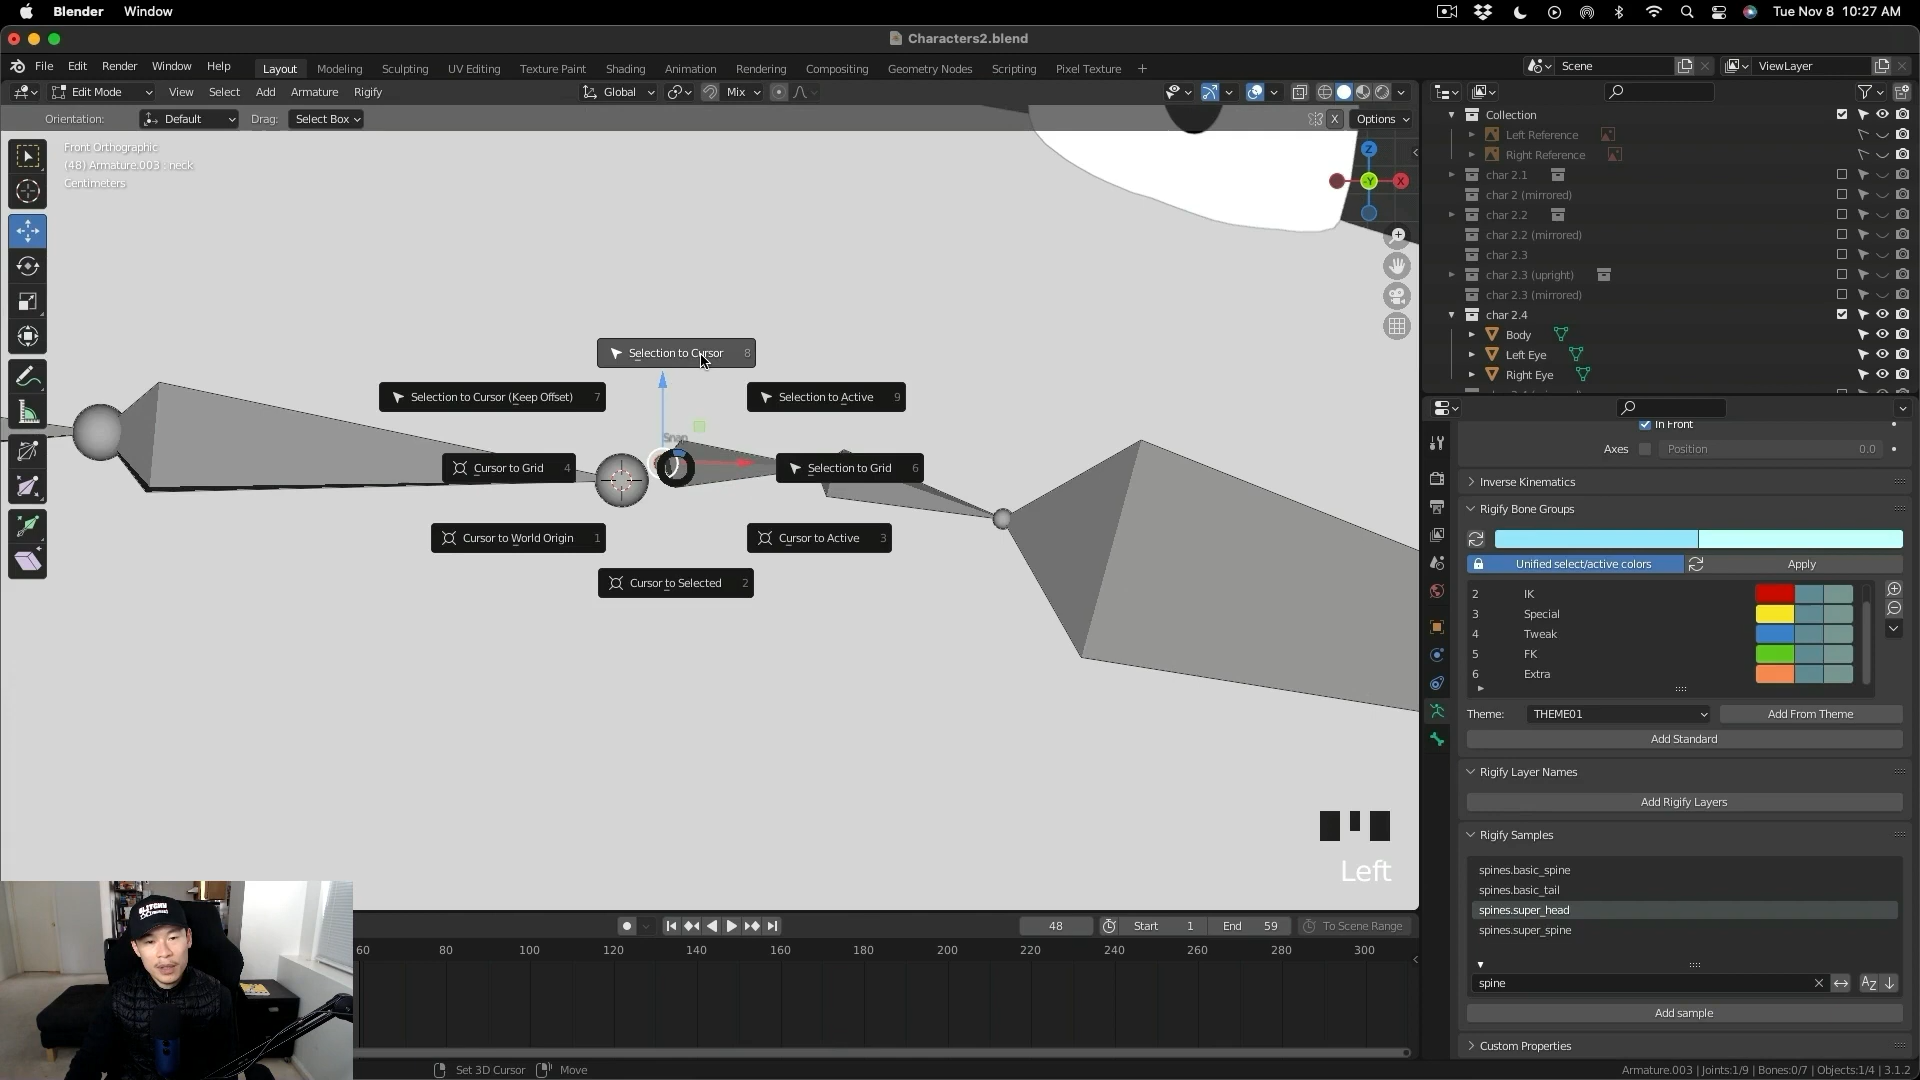 Blender Window Tue Nov 8 10:27 AM
Characters2.blend
File Edit Render Window Help Layout Modeling Sculpting UV Editing Texture Paint Shading Animation Rendering Compositing Geometry Nodes Scripting Pixel Texture + Scene ViewLayer
Edit Mode View Select Add Armature Rigify Global Mix
Orientation: Default Drag: Select Box X Options
Front Orthographic
(48) Armature.003 : neck
Centimeters
Z
-Y
X
Selection to Cursor 8
Selection to Cursor (Keep Offset) 7
Selection to Active 9
Snap
Cursor to Grid 4
Selection to Grid 6
Cursor to World Origin 1
Cursor to Active 3
Cursor to Selected 2
Left
Collection
Left Reference
Right Reference
char 2.1
char 2 (mirrored)
char 2.2
char 2.2 (mirrored)
char 2.3
char 2.3 (upright)
char 2.3 (mirrored)
char 2.4
Body
Left Eye
Right Eye
In Front
Axes Position 0.0
Inverse Kinematics
Rigify Bone Groups
Unified select/active colors Apply
2 IK
3 Special
4 Tweak
5 FK
6 Extra
Theme: THEME01 Add From Theme
Add Standard
Rigify Layer Names
Add Rigify Layers
Rigify Samples
spines.basic_spine
spines.basic_tail
spines.super_head
spines.super_spine
spine
Add sample
Custom Properties
48 Start 1 End 59 To Scene Range
60 80 100 120 140 160 180 200 220 240 260 280 300
Set 3D Cursor Move Armature.003 | Joints:1/9 | Bones:0/7 | Objects:1/4 | 3.1.2